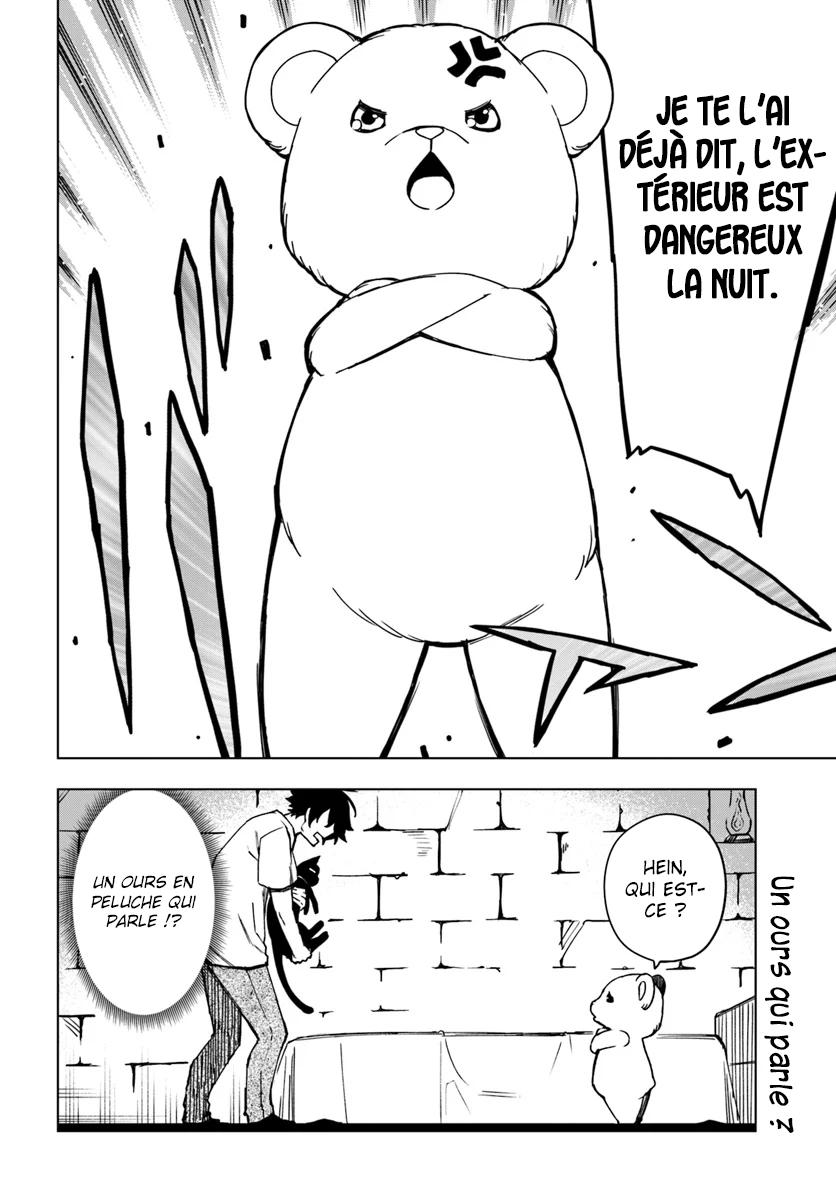 JE TE L'AI
DÉJÀ DIT, L'EX-
TÉRIEUR EST
DANGEREUX
LA NUIT.
HEIN,
QUI EST-
CE ?
UN OURS EN
PELUCHE QUI
PARLE !?
Un ours qui parle ?